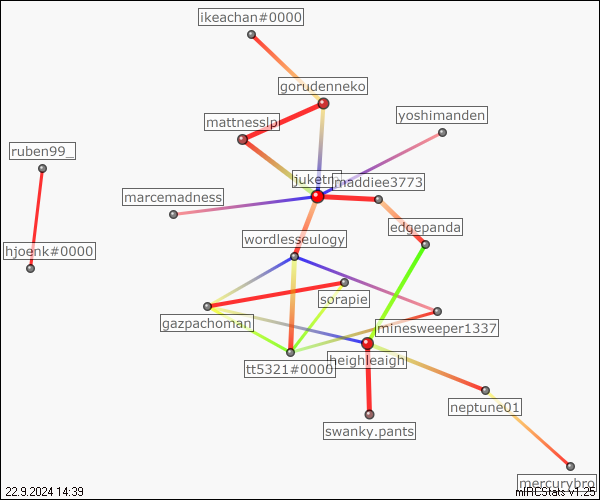 ikeachan#0000
gorudenneko
mattnesslp
yoshimanden
ruben99_
maddiee3773
marcemadness
edgepanda
wordlesseulogy
hjoenk#0000
sorapie
gazpachoman
minesweeper1337
heighleaigh
tt5321#0000
neptune01
swanky.pants
mercurybro
22.9.2024 14:39
mIRCStats v1.25